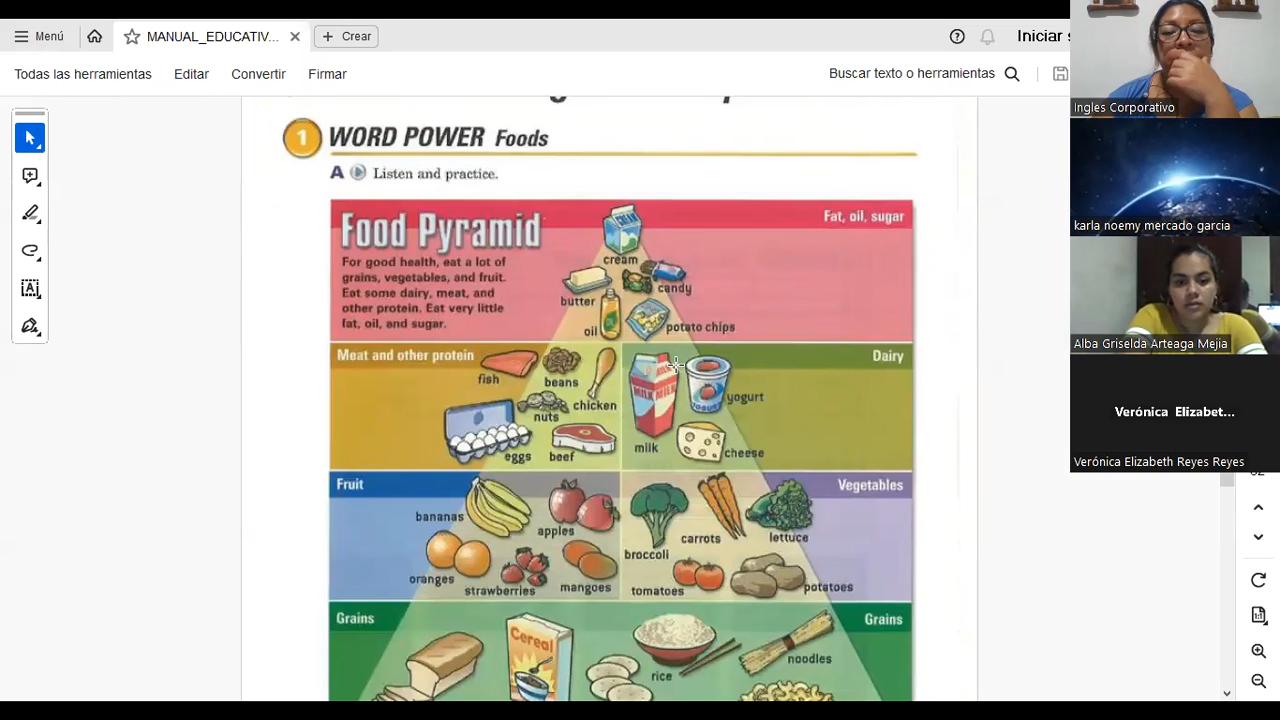 Menú
MANUAL_EDUCATIV...
Crear
Iniciar s
Todas las herramientas
Editar
Convertir
Firmar
Buscar texto o herramientas
1 WORD POWER Foods
A Listen and practice.
Food Pyramid
For good health, eat a lot of
grains, vegetables, and fruit.
Eat some dairy, meat, and
other protein. Eat very little
fat, oil, and sugar.
Fat, oil, sugar
CREAM
cream
butter
candy
oil
potato chips
Meat and other protein
fish
beans
chicken
nuts
eggs
beef
Dairy
MILK
YOGURT
yogurt
milk
cheese
Fruit
bananas
apples
oranges
strawberries
mangoes
Vegetables
broccoli
carrots
lettuce
tomatoes
potatoes
Grains
Grains
Cereal
rice
noodles
Ingles Corporativo
karla noemy mercado garcia
Alba Griselda Arteaga Mejia
Verónica Elizabet...
Verónica Elizabeth Reyes Reyes